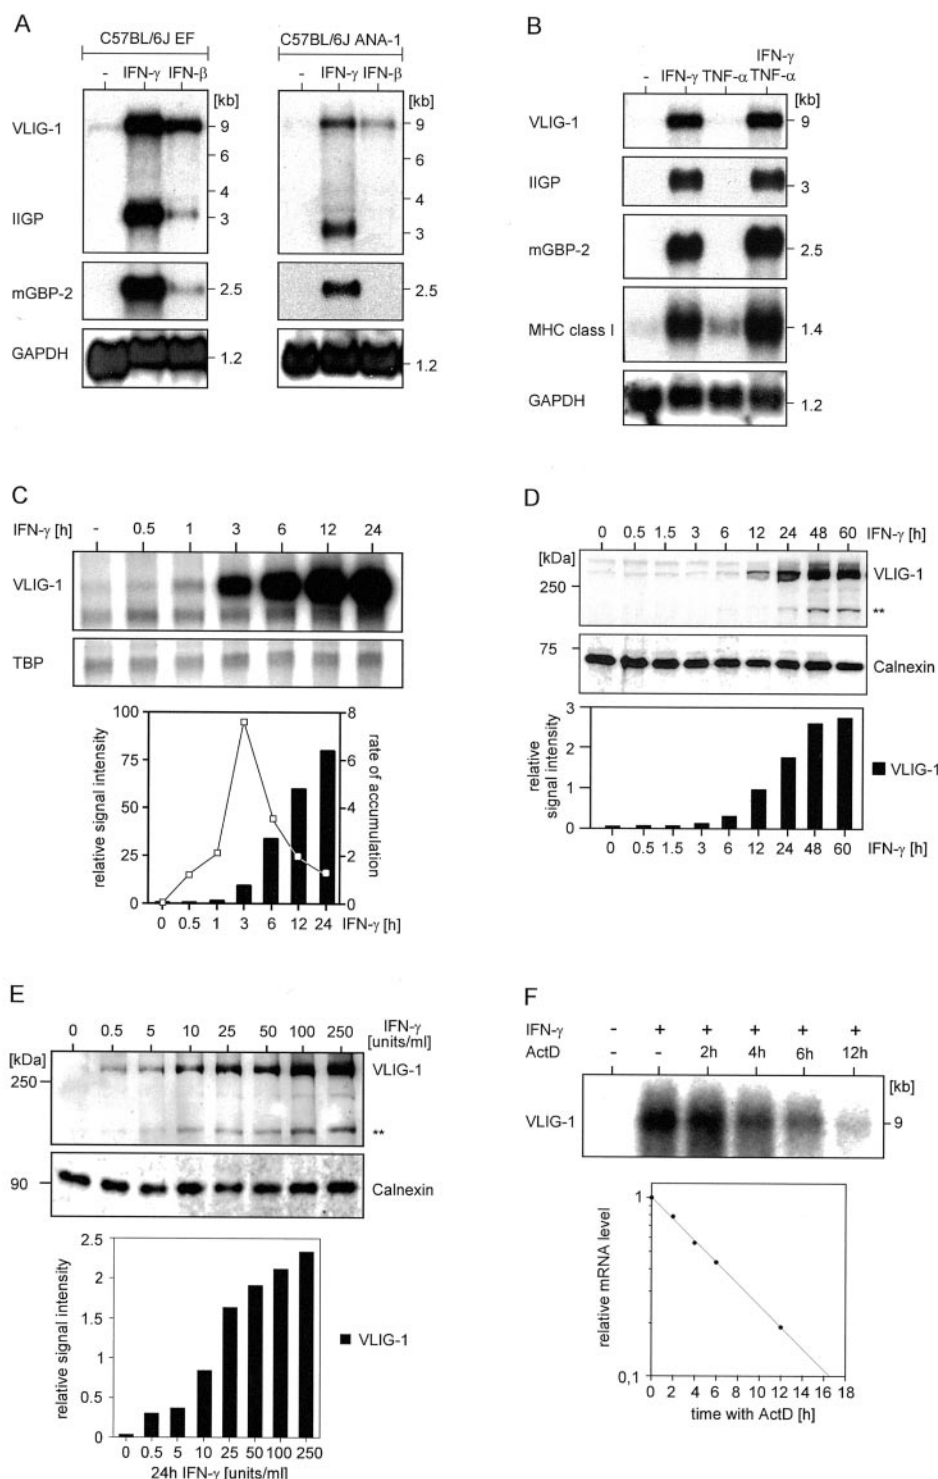 A
C57BL/6J EF
C57BL/6J ANA-1
- IFN-γ IFN-β
- IFN-γ IFN-β
[kb]
[kb]
VLIG-1
9
9
6
6
4
4
IIGP
3
3
mGBP-2
2.5
2.5
GAPDH
1.2
1.2
B
IFN-γ
- IFN-γ TNF-α TNF-α
[kb]
VLIG-1
9
IIGP
3
mGBP-2
2.5
MHC class I
1.4
GAPDH
1.2
C
IFN-γ [h] - 0.5 1 3 6 12 24
VLIG-1
TBP
100
75
50
25
0
relative signal intensity
8
6
4
2
0
rate of accumulation
0 0.5 1 3 6 12 24 IFN-γ [h]
D
0 0.5 1.5 3 6 12 24 48 60 IFN-γ [h]
[kDa]
250
VLIG-1
**
75
Calnexin
3
2
1
0
relative
signal intensity
VLIG-1
0 0.5 1.5 3 6 12 24 48 60 IFN-γ [h]
E
IFN-γ
0 0.5 5 10 25 50 100 250 [units/ml]
[kDa]
250
VLIG-1
**
90
Calnexin
2.5
2
1.5
1
0.5
0
relative signal intensity
VLIG-1
0 0.5 5 10 25 50 100 250
24h IFN-γ [units/ml]
F
IFN-γ - + + + + +
ActD - - 2h 4h 6h 12h
[kb]
VLIG-1
9
1
0,1
relative mRNA level
0 2 4 6 8 10 12 14 16 18
time with ActD [h]